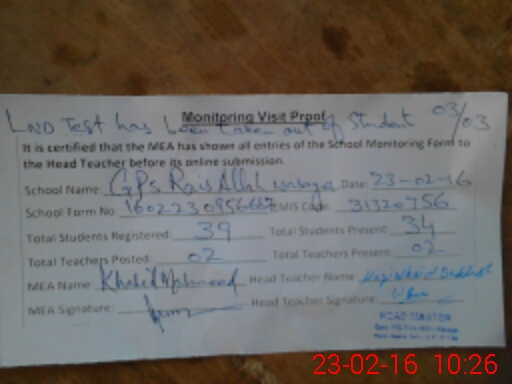 Monitoring Visit Proof
LND Test has been taken out of Student 03/03
It is certified that the MEA has shown all entries of the School Monitoring Form to
the Head Teacher before its online submission.
School Name: GPS Rais Allah Date: 23-02-16
School Form No: EMIS Code: 31320756
Total Students Registered: 39 Total Students Present: 34
Total Teachers Posted: 02 Total Teachers Present: 02
MEA Name: Khalid Mahmood Head Teacher Name
MEA Signature: Head Teacher Signature:
HEAD MASTER
23-02-16 10:26